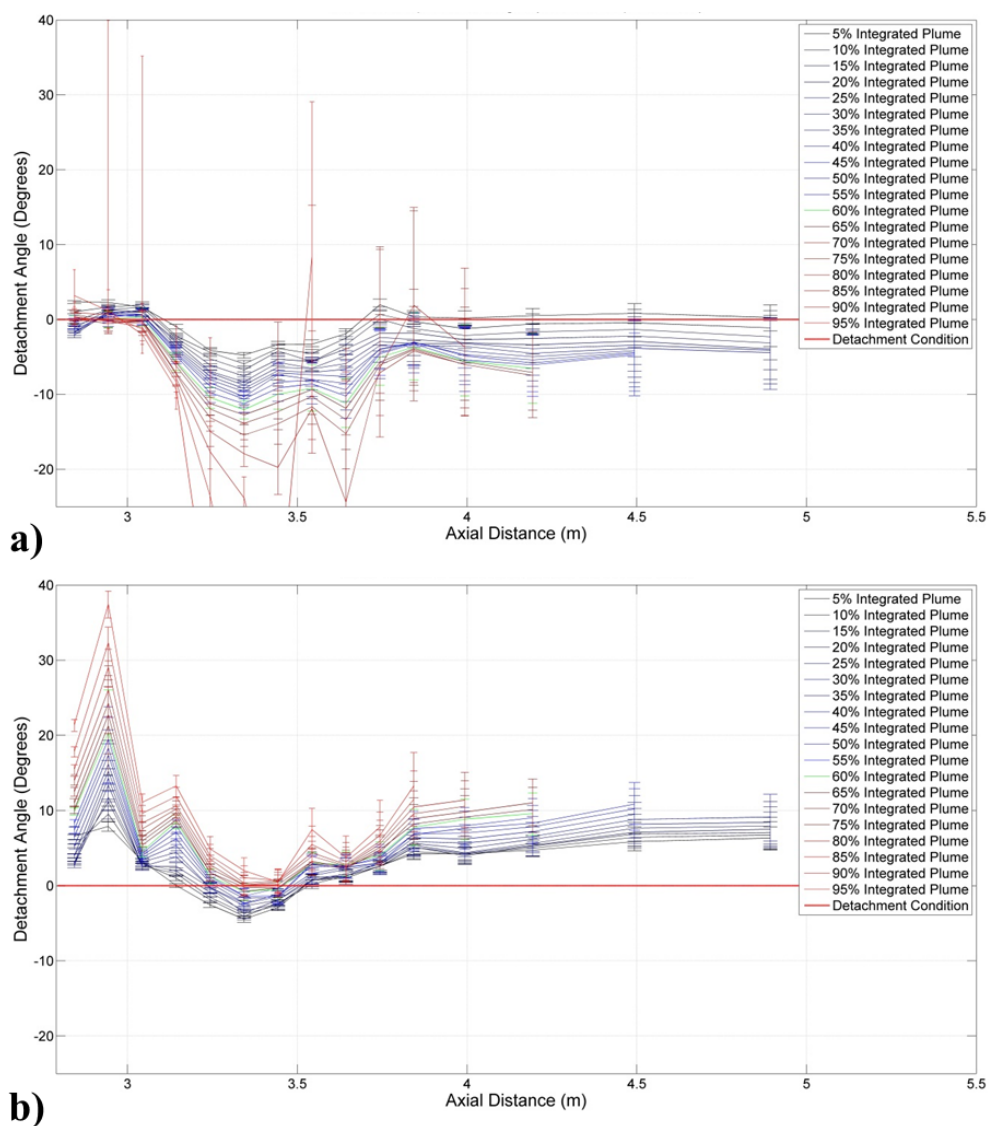 40
30
20
10
0
-10
-20
Detachment Angle (Degrees)
5% Integrated Plume
10% Integrated Plume
15% Integrated Plume
20% Integrated Plume
25% Integrated Plume
30% Integrated Plume
35% Integrated Plume
40% Integrated Plume
45% Integrated Plume
50% Integrated Plume
55% Integrated Plume
60% Integrated Plume
65% Integrated Plume
70% Integrated Plume
75% Integrated Plume
80% Integrated Plume
85% Integrated Plume
90% Integrated Plume
95% Integrated Plume
Detachment Condition
3 3.5 4 4.5 5 5.5
Axial Distance (m)
a)
40
30
20
10
0
-10
-20
Detachment Angle (Degrees)
5% Integrated Plume
10% Integrated Plume
15% Integrated Plume
20% Integrated Plume
25% Integrated Plume
30% Integrated Plume
35% Integrated Plume
40% Integrated Plume
45% Integrated Plume
50% Integrated Plume
55% Integrated Plume
60% Integrated Plume
65% Integrated Plume
70% Integrated Plume
75% Integrated Plume
80% Integrated Plume
85% Integrated Plume
90% Integrated Plume
95% Integrated Plume
Detachment Condition
3 3.5 4 4.5 5 5.5
Axial Distance (m)
b)